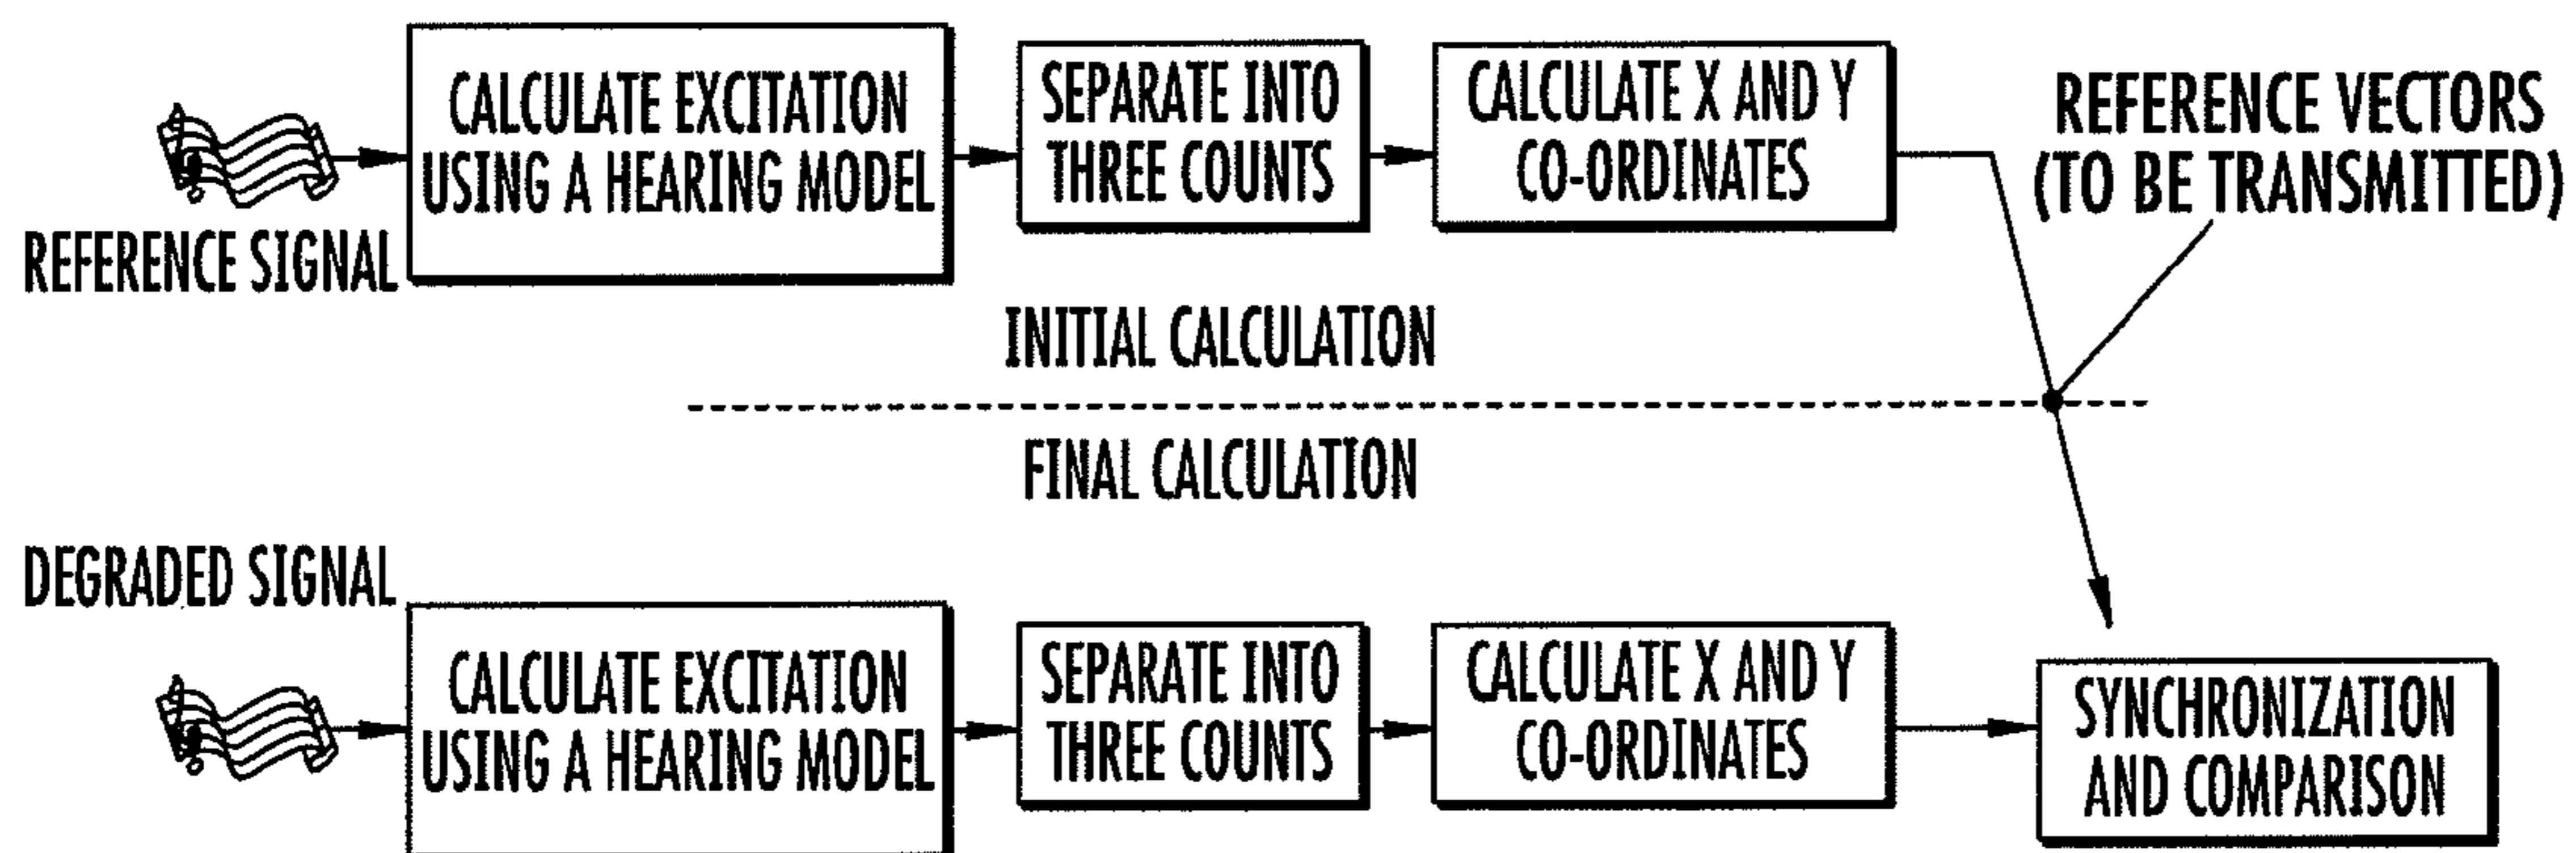 CALCULATE EXCITATION
USING A HEARING MODEL
SEPARATE INTO
THREE COUNTS
CALCULATE X AND Y
CO-ORDINATES
REFERENCE VECTORS
(TO BE TRANSMITTED)
REFERENCE SIGNAL
INITIAL CALCULATION
FINAL CALCULATION
DEGRADED SIGNAL
CALCULATE EXCITATION
USING A HEARING MODEL
SEPARATE INTO
THREE COUNTS
CALCULATE X AND Y
CO-ORDINATES
SYNCHRONIZATION
AND COMPARISON